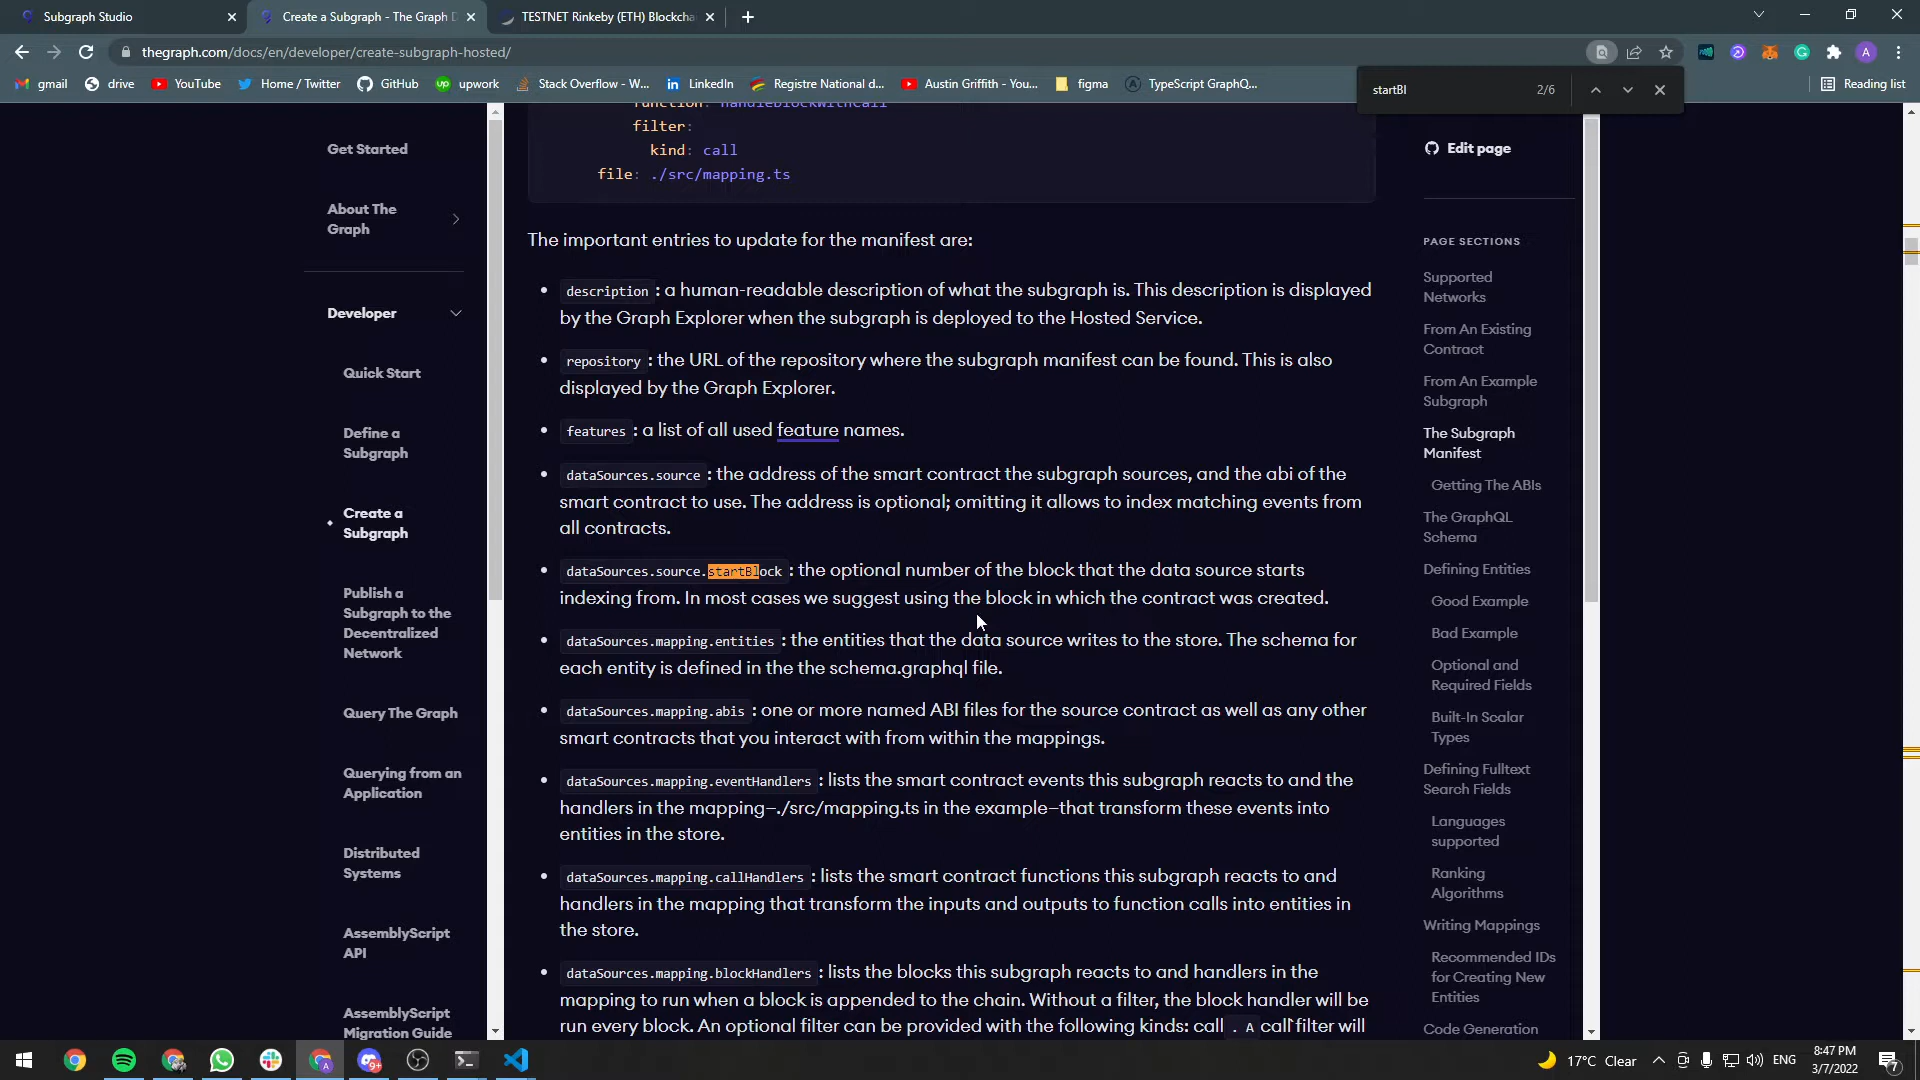 Subgraph Studio
Create a Subgraph - The Graph D
TESTNET Rinkeby (ETH) Blockcha
thegraph.com/docs/en/developer/create-subgraph-hosted/
gmail
drive
YouTube
Home / Twitter
GitHub
upwork
Stack Overflow - W...
LinkedIn
Registre National d...
Austin Griffith - You...
figma
TypeScript GraphQ...
Reading list
startBl
2/6
Get Started
About The
Graph
Developer
Quick Start
Define a
Subgraph
Create a
Subgraph
Publish a
Subgraph to the
Decentralized
Network
Query The Graph
Querying from an
Application
Distributed
Systems
AssemblyScript
API
AssemblyScript
Migration Guide
function: handleBlockWithCall
filter:
kind: call
file: ./src/mapping.ts
The important entries to update for the manifest are:
description : a human-readable description of what the subgraph is. This description is displayed
by the Graph Explorer when the subgraph is deployed to the Hosted Service.
repository : the URL of the repository where the subgraph manifest can be found. This is also
displayed by the Graph Explorer.
features : a list of all used feature names.
dataSources.source : the address of the smart contract the subgraph sources, and the abi of the
smart contract to use. The address is optional; omitting it allows to index matching events from
all contracts.
dataSources.source.startBlock : the optional number of the block that the data source starts
indexing from. In most cases we suggest using the block in which the contract was created.
dataSources.mapping.entities : the entities that the data source writes to the store. The schema for
each entity is defined in the the schema.graphql file.
dataSources.mapping.abis : one or more named ABI files for the source contract as well as any other
smart contracts that you interact with from within the mappings.
dataSources.mapping.eventHandlers : lists the smart contract events this subgraph reacts to and the
handlers in the mapping—./src/mapping.ts in the example—that transform these events into
entities in the store.
dataSources.mapping.callHandlers : lists the smart contract functions this subgraph reacts to and
handlers in the mapping that transform the inputs and outputs to function calls into entities in
the store.
dataSources.mapping.blockHandlers : lists the blocks this subgraph reacts to and handlers in the
mapping to run when a block is appended to the chain. Without a filter, the block handler will be
run every block. An optional filter can be provided with the following kinds: call . A call` filter will
Edit page
PAGE SECTIONS
Supported
Networks
From An Existing
Contract
From An Example
Subgraph
The Subgraph
Manifest
Getting The ABIs
The GraphQL
Schema
Defining Entities
Good Example
Bad Example
Optional and
Required Fields
Built-In Scalar
Types
Defining Fulltext
Search Fields
Languages
supported
Ranking
Algorithms
Writing Mappings
Recommended IDs
for Creating New
Entities
Code Generation
17°C Clear
ENG
8:47 PM
3/7/2022
7